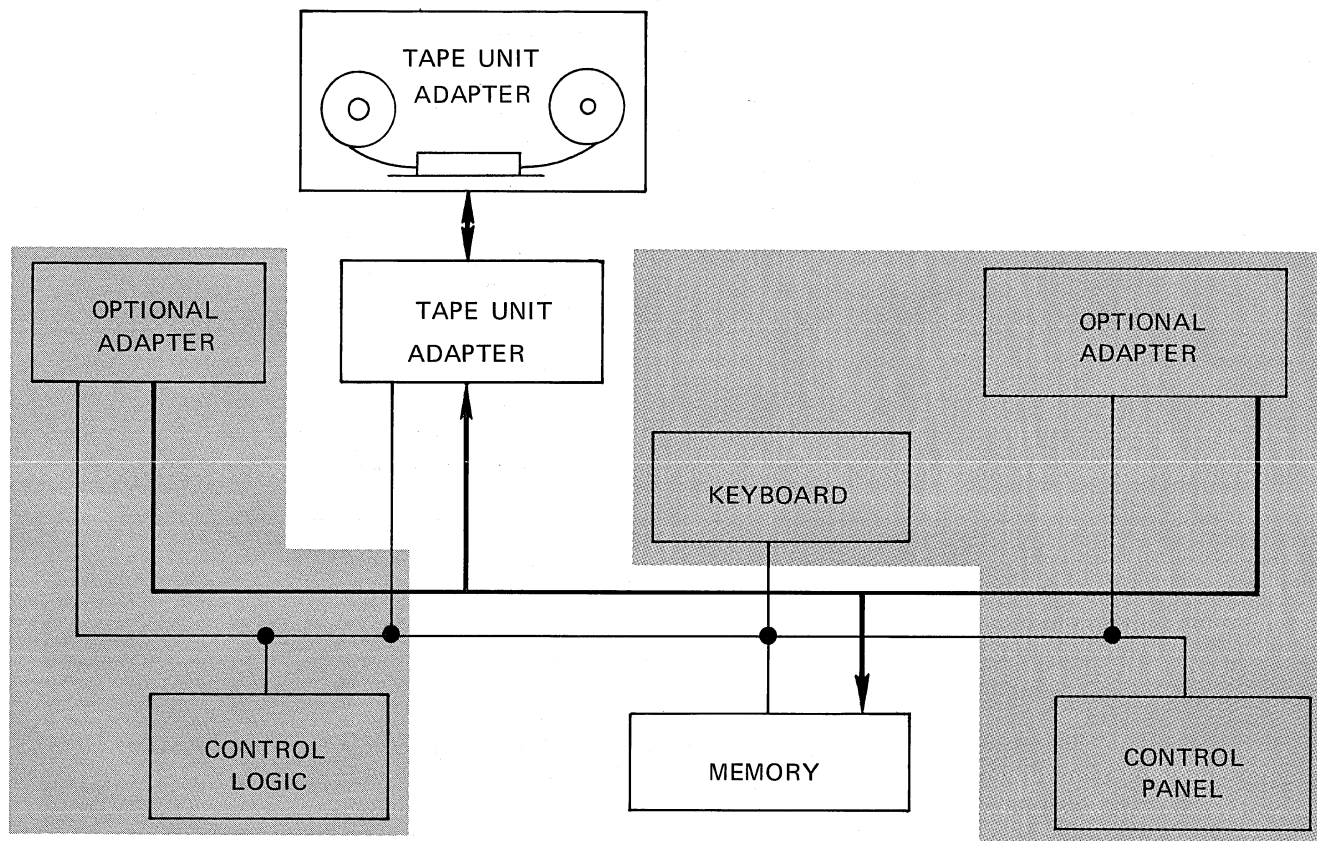 TAPE UNIT
ADAPTER
OPTIONAL
ADAPTER
TAPE UNIT
ADAPTER
OPTIONAL
ADAPTER
KEYBOARD
CONTROL
LOGIC
MEMORY
CONTROL
PANEL